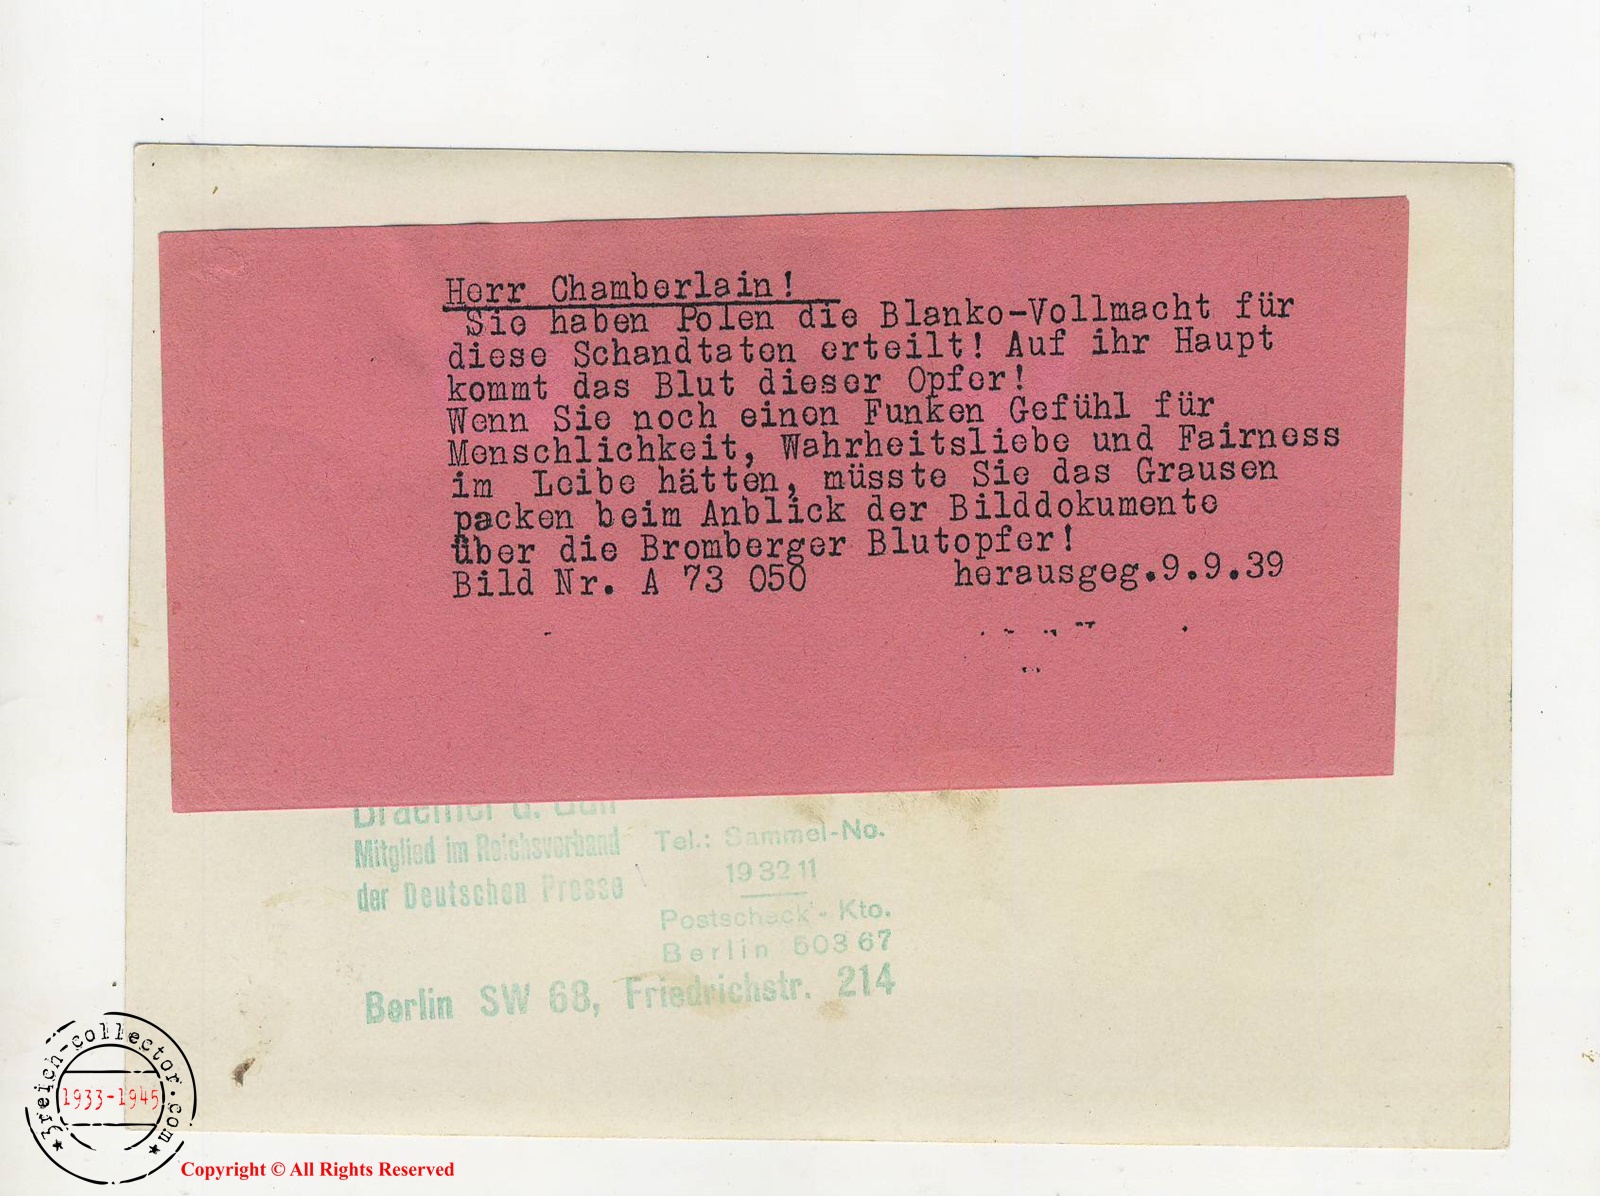 Herr Chamberlain!
Sie haben Polen die Blanko-Vollmacht für
diese Schandtaten erteilt! Auf ihr Haupt
kommt das Blut dieser Opfer!
Wenn Sie noch einen Funken Gefühl für
Menschlichkeit, Wahrheitsliebe und Fairness
im Leibe hätten, müsste Sie das Grausen
packen beim Anblick der Bilddokumente
über die Bromberger Blutopfer!
Bild Nr. A 73 050 herausgeg.9.9.39
Mitglied im Reichsverband
der Deutschen Presse
Tel.: Sammel-No.
19 32 11
Postscheck-Kto.
Berlin 503 67
Berlin SW 68, Friedrichstr. 214
3reich-collector.com
1933-1945
Copyright © All Rights Reserved